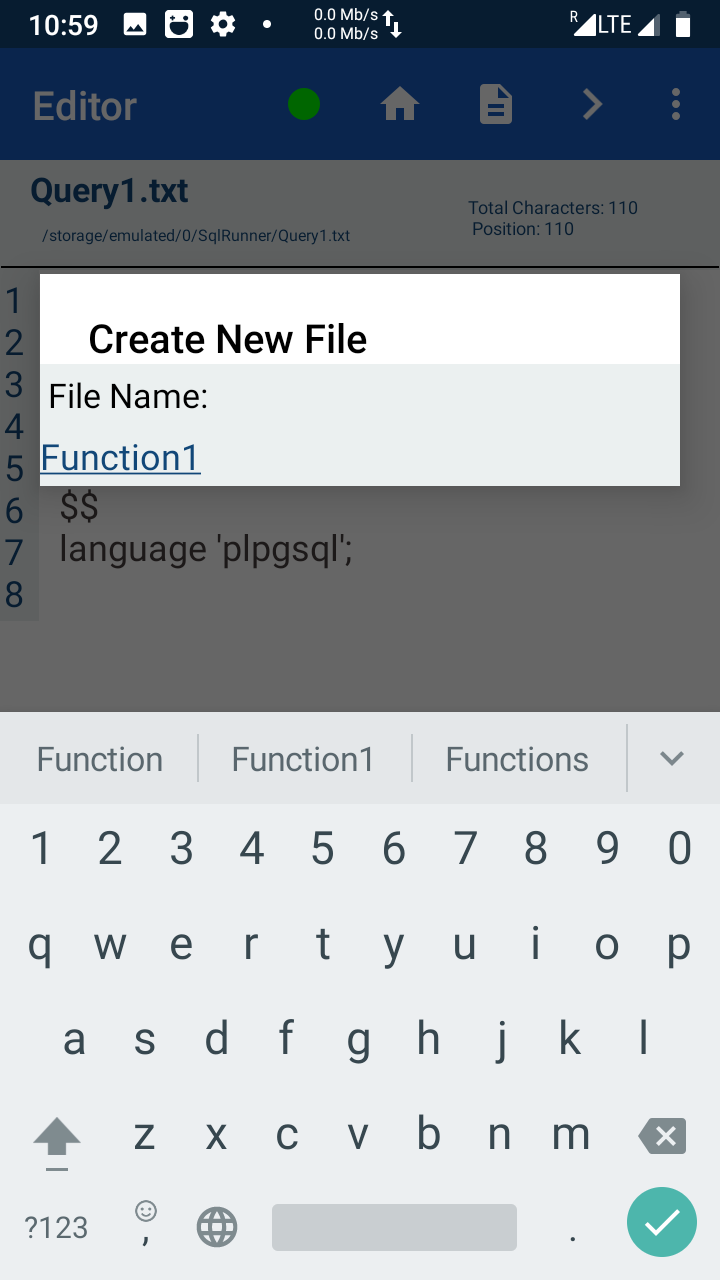 10:59
0.0 Mb/s
0.0 Mb/s
R
LTE
Editor
Query1.txt
/storage/emulated/0/SqlRunner/Query1.txt
Total Characters: 110
Position: 110
1
2
3
4
5
6
7
8
Create New File
File Name:
Function1
$$
language 'plpgsql';
Function Function1 Functions
1 2 3 4 5 6 7 8 9 0
q w e r t y u i o p
a s d f g h j k l
z x c v b n m
?123 , .